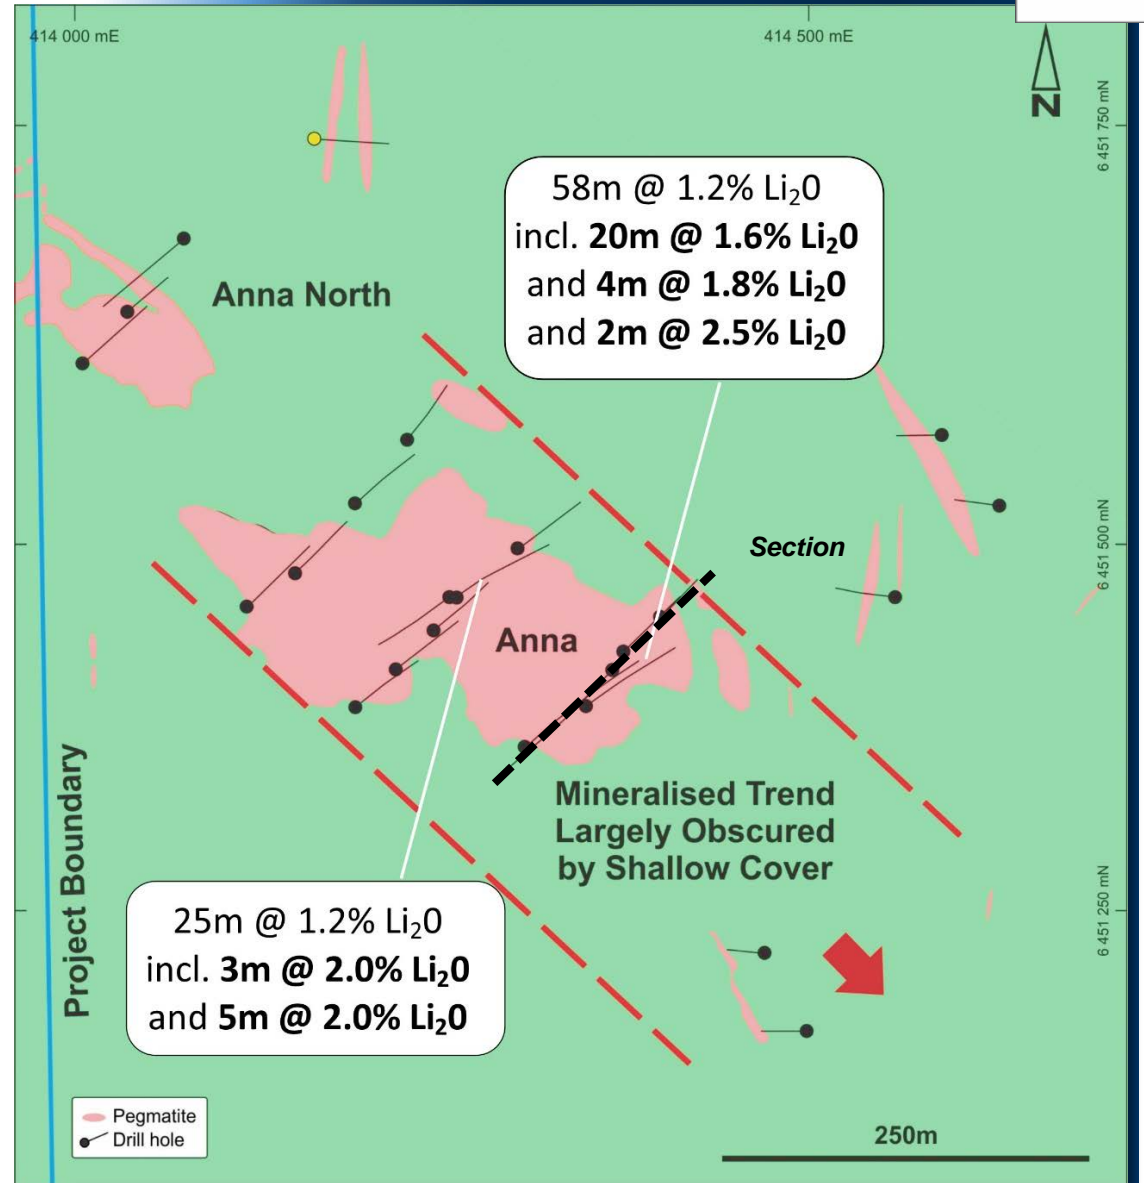 414 000 mE
414 500 mE
N
6 451 750 mN
58m @ 1.2% Li₂0
incl. 20m @ 1.6% Li₂0
and 4m @ 1.8% Li₂0
and 2m @ 2.5% Li₂0
Anna North
Section
6 451 500 mN
Anna
Mineralised Trend
Largely Obscured
by Shallow Cover
Project Boundary
6 451 250 mN
25m @ 1.2% Li₂0
incl. 3m @ 2.0% Li₂0
and 5m @ 2.0% Li₂0
Pegmatite
Drill hole
250m